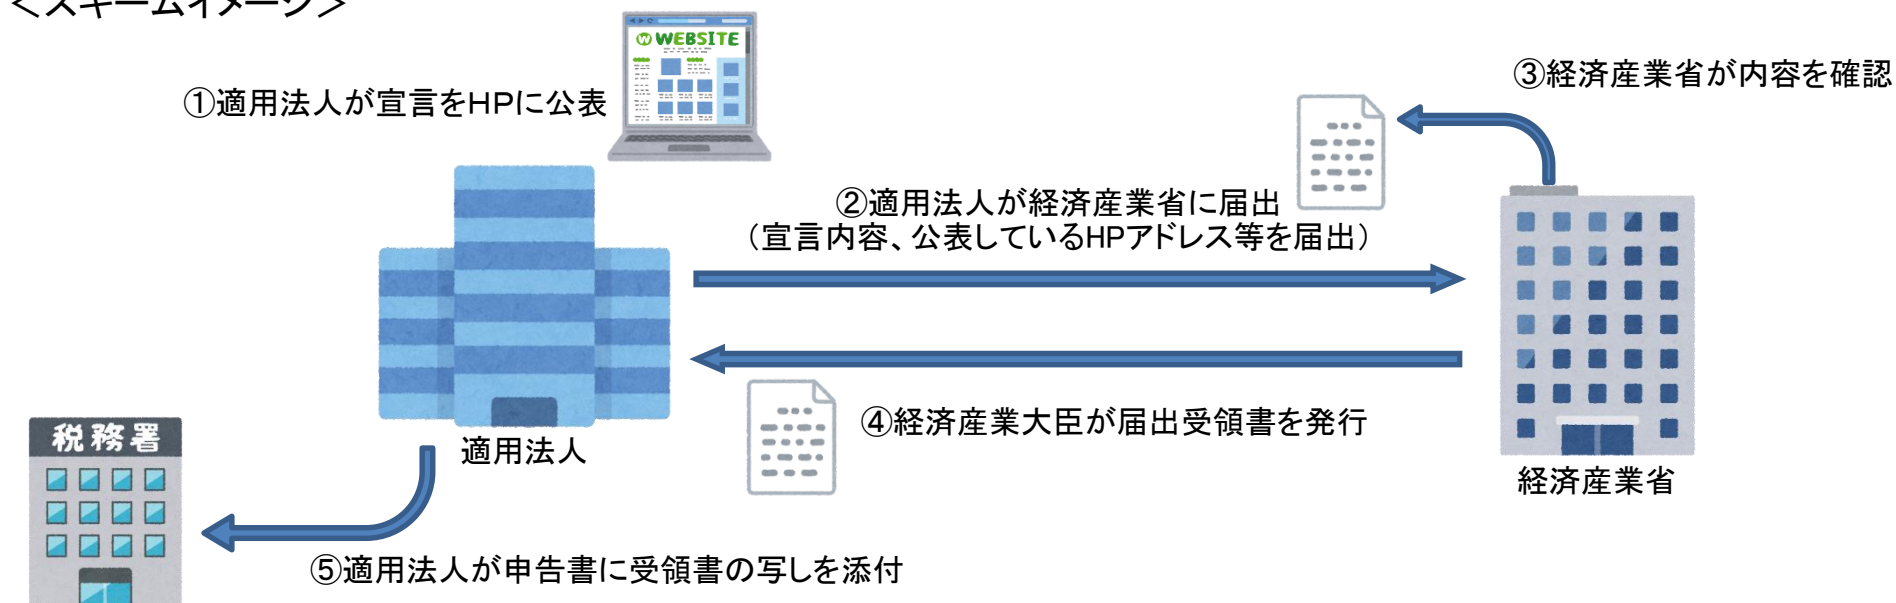 ＜スキームイメージ＞
WEBSITE
①適用法人が宣言をHPに公表
③経済産業省が内容を確認
②適用法人が経済産業省に届出
（宣言内容、公表しているHPアドレス等を届出）
④経済産業大臣が届出受領書を発行
適用法人
経済産業省
税務署
⑤適用法人が申告書に受領書の写しを添付